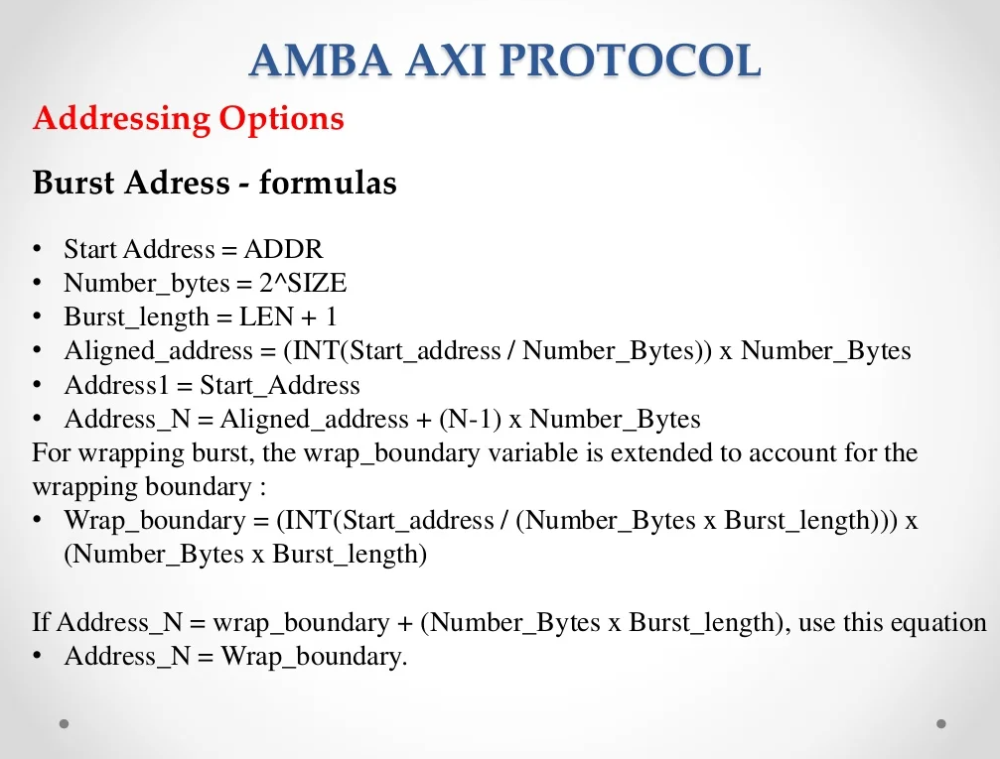 AMBA AXI PROTOCOL
Addressing Options
Burst Adress - formulas
• Start Address = ADDR
• Number_bytes = 2^SIZE
• Burst_length = LEN + 1
• Aligned_address = (INT(Start_address / Number_Bytes)) x Number_Bytes
• Address1 = Start_Address
• Address_N = Aligned_address + (N-1) x Number_Bytes
For wrapping burst, the wrap_boundary variable is extended to account for the
wrapping boundary :
• Wrap_boundary = (INT(Start_address / (Number_Bytes x Burst_length))) x
(Number_Bytes x Burst_length)
If Address_N = wrap_boundary + (Number_Bytes x Burst_length), use this equation
• Address_N = Wrap_boundary.